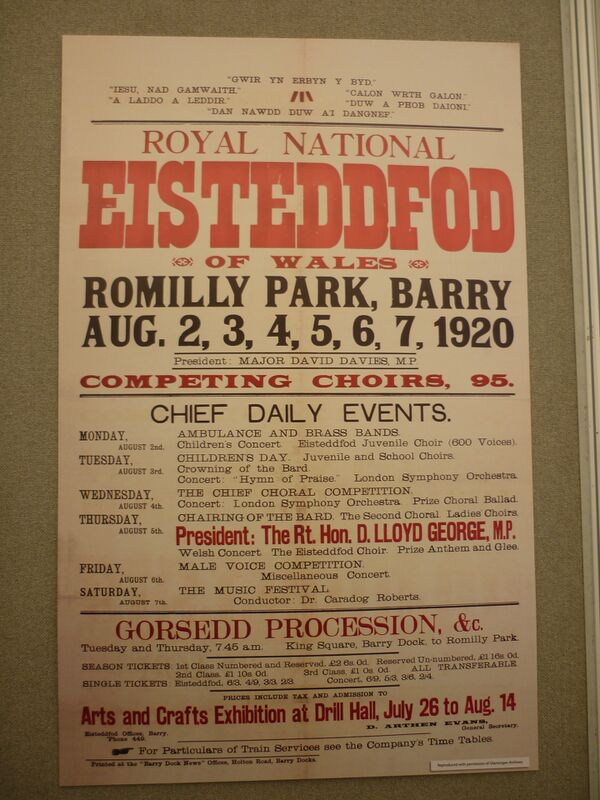 "GWIR YN ERBYN Y BYD."
"IESU, NAD GAMWAITH." "CALON WRTH GALON."
"A LADDO A LEDDIR." "DUW A PHOB DAIONI."
"DAN NAWDD DUW A'I DANGNEF."
ROYAL NATIONAL
EISTEDDFOD
OF WALES
ROMILLY PARK, BARRY
AUG. 2, 3, 4, 5, 6, 7, 1920
President: MAJOR DAVID DAVIES, M.P.
COMPETING CHOIRS, 95.
CHIEF DAILY EVENTS.
MONDAY, AMBULANCE AND BRASS BANDS.
AUGUST 2nd. Children's Concert. Eisteddfod Juvenile Choir (600 Voices).
TUESDAY, CHILDREN'S DAY. Juvenile and School Choirs.
AUGUST 3rd. Crowning of the Bard.
Concert: "Hymn of Praise." London Symphony Orchestra.
WEDNESDAY, THE CHIEF CHORAL COMPETITION.
AUGUST 4th. Concert: London Symphony Orchestra. Prize Choral Ballad.
THURSDAY, CHAIRING OF THE BARD. The Second Choral. Ladies Choirs.
AUGUST 5th. President: The Rt. Hon. D. LLOYD GEORGE, M.P.
Welsh Concert. The Eisteddfod Choir. Prize Anthem and Glee.
FRIDAY, MALE VOICE COMPETITION.
AUGUST 6th. Miscellaneous Concert.
SATURDAY, THE MUSIC FESTIVAL.
AUGUST 7th. Conductor: Dr. Caradog Roberts.
GORSEDD PROCESSION, &c.
Tuesday and Thursday, 7.45 a.m. King Square, Barry Dock, to Romilly Park.
SEASON TICKETS: 1st Class Numbered and Reserved, £2 6s 0d. Reserved Un-numbered, £1 16s 0d.
2nd Class, £1 10s 0d. 3rd Class, £1 0s 0d. ALL TRANSFERABLE
SINGLE TICKETS: Eisteddfod, 6/3, 4/9, 3/3, 2/3. Concert, 6/9, 5/3, 3/6, 2/4.
PRICES INCLUDE TAX AND ADMISSION TO
Arts and Crafts Exhibition at Drill Hall, July 26 to Aug. 14
Eisteddfod Offices, Barry. D. ARTHEN EVANS,
'Phone 449. General Secretary.
For Particulars of Train Services see the Company's Time Tables.
Printed at the "Barry Dock News" Offices, Holton Road, Barry Docks.
Reproduced with permission of Glamorgan Archives